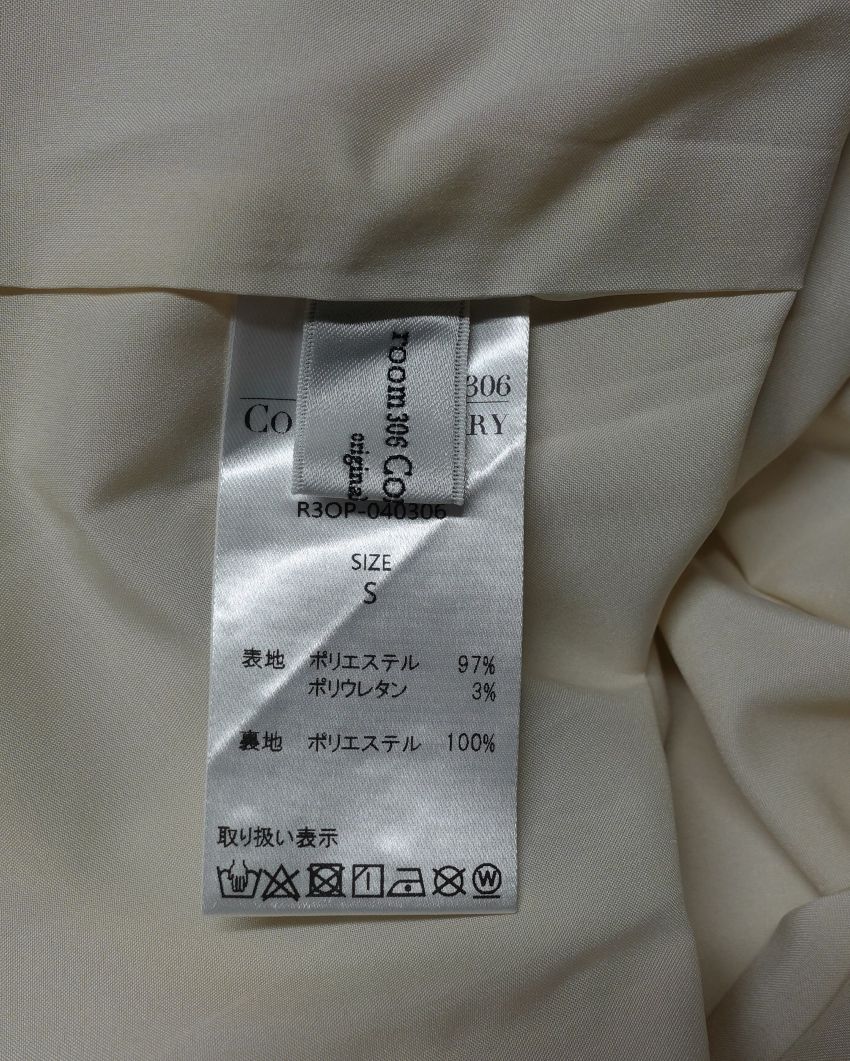 room306 Co
original
306
Co RY
R3OP-040306
SIZE
S
表地 ポリエステル 97%
ポリウレタン 3%
裏地 ポリエステル 100%
取り扱い表示
W